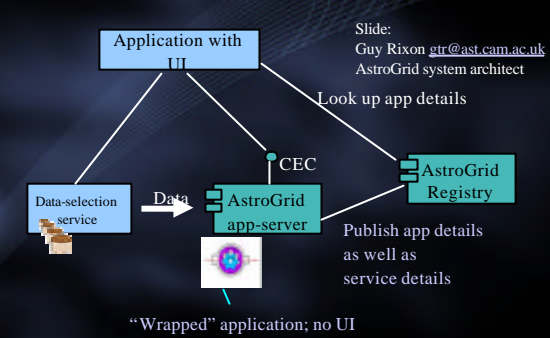 Application with
UI
Slide:
Guy Rixon gtr@ast.cam.ac.uk
AstroGrid system architect
Look up app details
CEC
AstroGrid
Registry
Data-selection
service
Data
AstroGrid
app-server
Publish app details
as well as
service details
“Wrapped” application; no UI